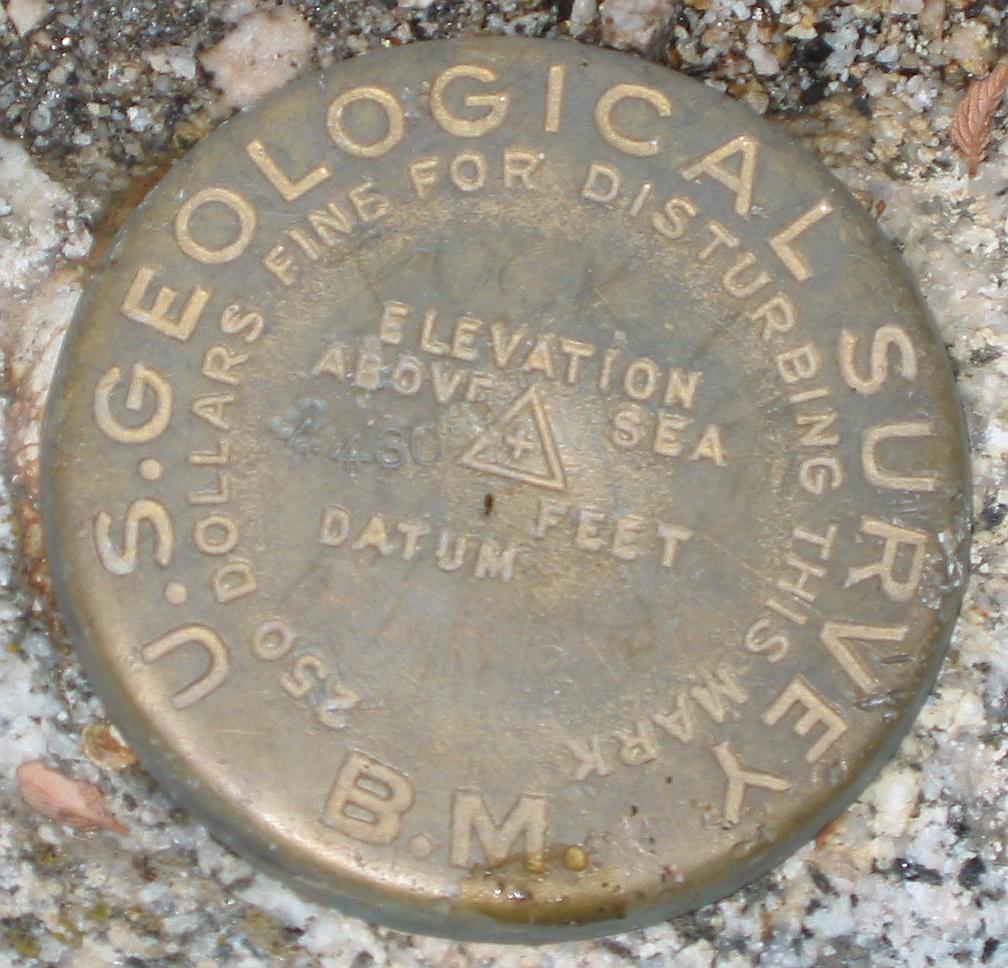 U.S.GEOLOGICAL SURVEY
B.M.
250 DOLLARS FINE FOR DISTURBING THIS MARK
ELEVATION
ABOVE SEA
DATUM FEET